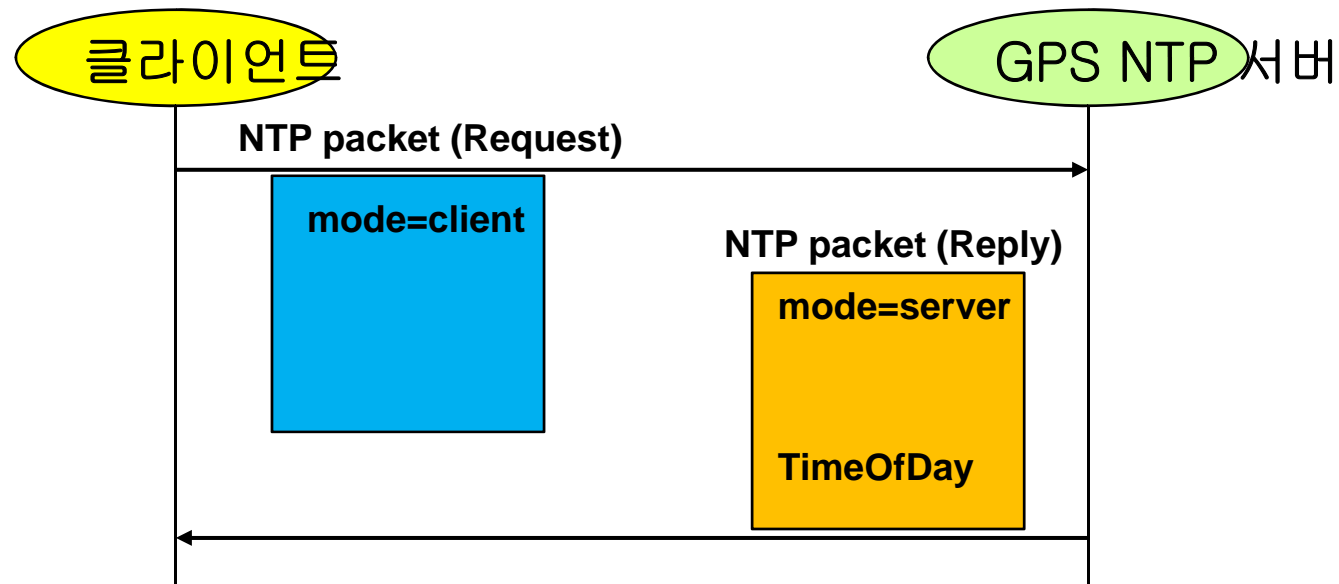 클라이언트
GPS NTP 서버
NTP packet (Request)
mode=client
NTP packet (Reply)
mode=server
TimeOfDay